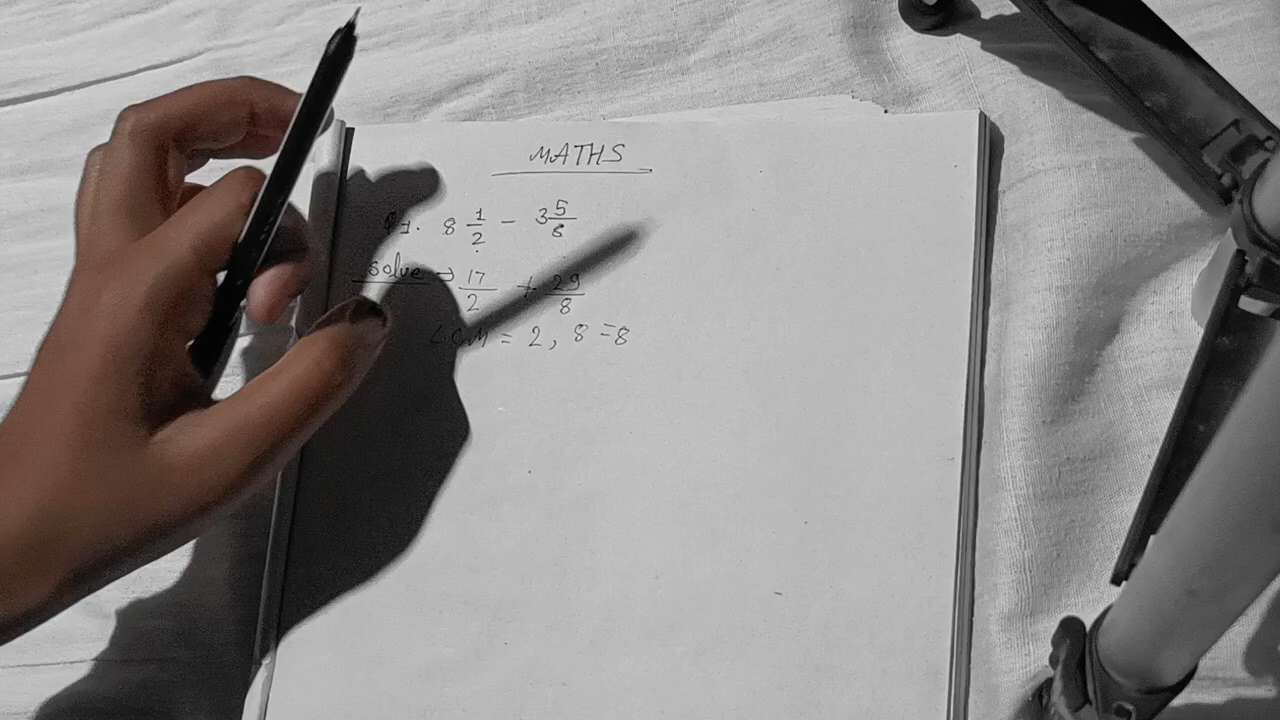 MATHS
Q1. 8 1/2 - 3 5/8
solve → 17/2 + 29/8
LCM = 2, 8 = 8